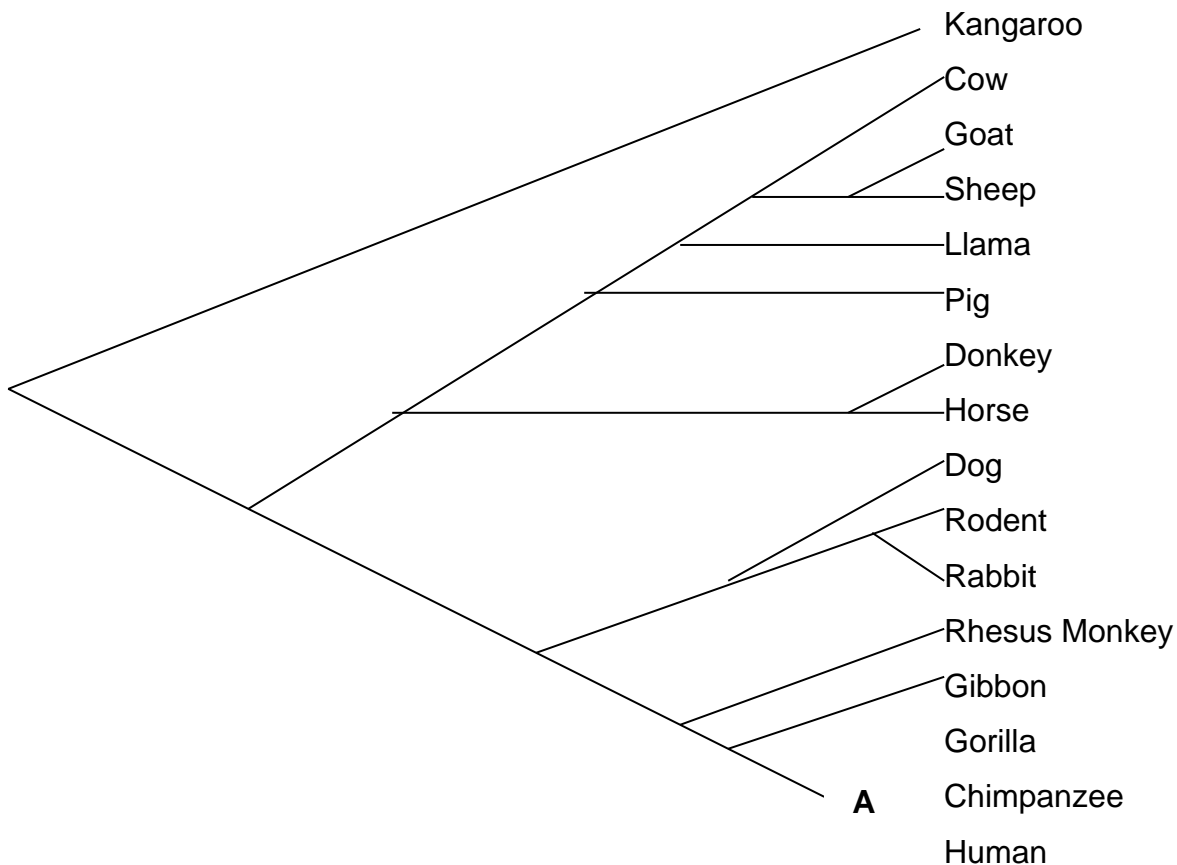 Kangaroo
Cow
Goat
Sheep
Llama
Pig
Donkey
Horse
Dog
Rodent
Rabbit
Rhesus Monkey
Gibbon
Gorilla
A Chimpanzee
Human